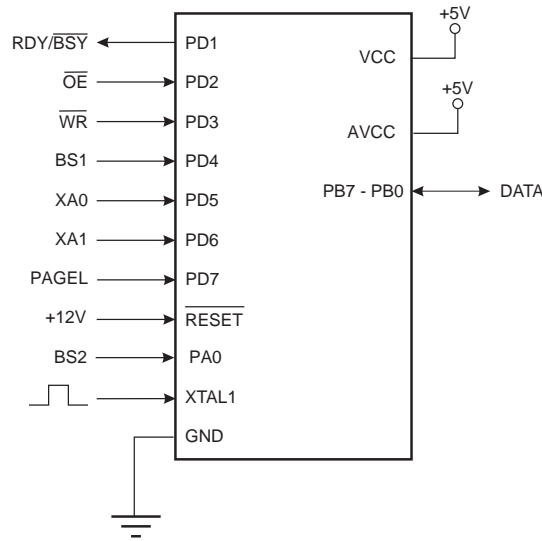 RDY/BSY PD1
OE PD2
WR PD3
BS1 PD4
XA0 PD5
XA1 PD6
PAGEL PD7
+12V RESET
BS2 PA0
XTAL1
GND
+5V
VCC
+5V
AVCC
PB7 - PB0 DATA